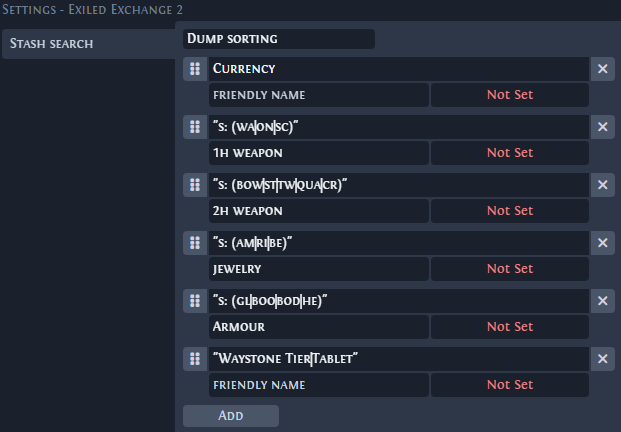 Settings - Exiled Exchange 2
Stash search
Dump sorting
Currency
friendly name
Not Set
"s: (wa|on|sc)"
1h weapon
Not Set
"s: (bow|st|tw|qua|cr)"
2h weapon
Not Set
"s: (am|ri|be)"
jewelry
Not Set
"s: (gl|boo|bod|he)"
Armour
Not Set
"Waystone Tier|Tablet"
friendly name
Not Set
Add